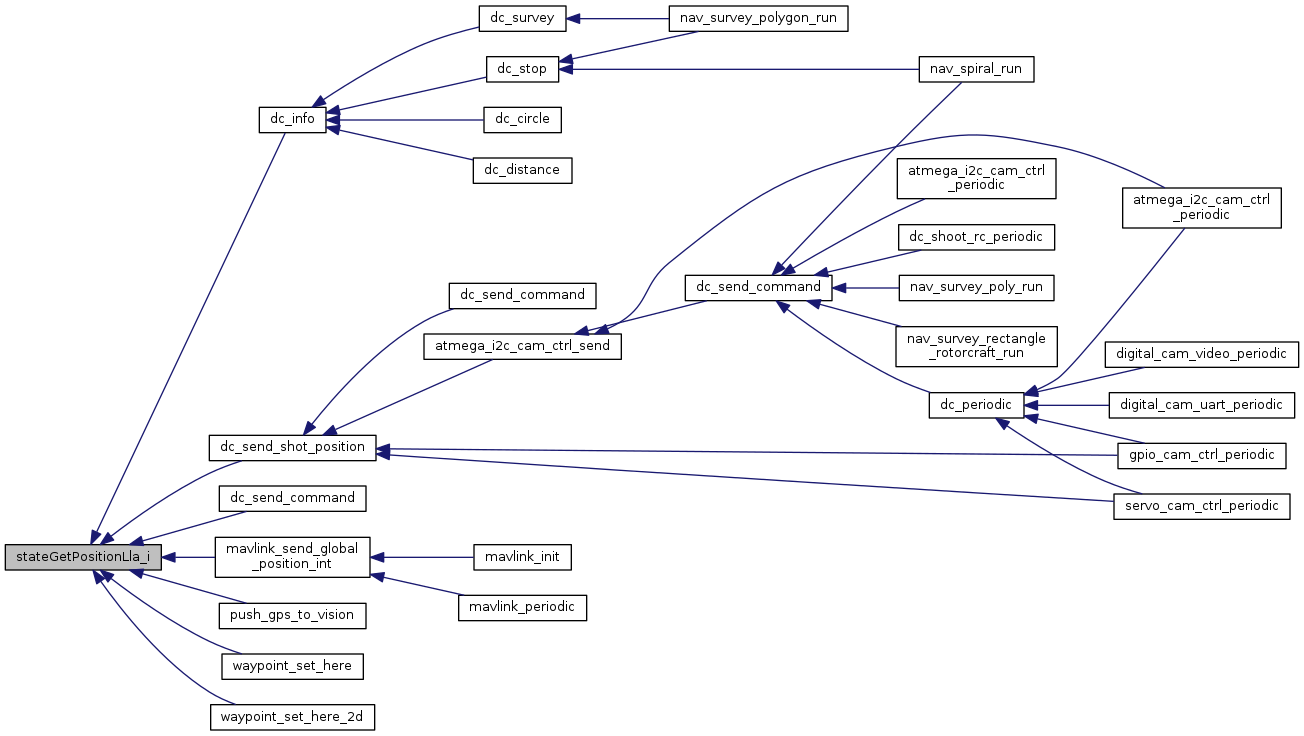 dc_survey
nav_survey_polygon_run
dc_stop
nav_spiral_run
dc_info
dc_circle
dc_distance
atmega_i2c_cam_ctrl
_periodic
atmega_i2c_cam_ctrl
_periodic
dc_shoot_rc_periodic
dc_send_command
dc_send_command
nav_survey_poly_run
atmega_i2c_cam_ctrl_send
nav_survey_rectangle
_rotorcraft_run
digital_cam_video_periodic
dc_periodic
digital_cam_uart_periodic
dc_send_shot_position
gpio_cam_ctrl_periodic
dc_send_command
servo_cam_ctrl_periodic
stateGetPositionLla_i
mavlink_send_global
_position_int
mavlink_init
mavlink_periodic
push_gps_to_vision
waypoint_set_here
waypoint_set_here_2d